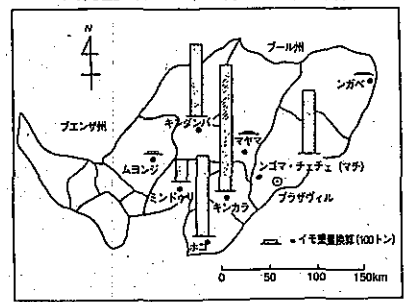 N
プール州
ンガベ
ブエンザ州
キンダンバ
マヤマ
ムヨンジ
ンゴマ・チェチェ(マチ)
ミンドゥリ
キンカラ
ブラザヴィル
ボコ
イモ重量換算(100トン)
0 50 100 150km